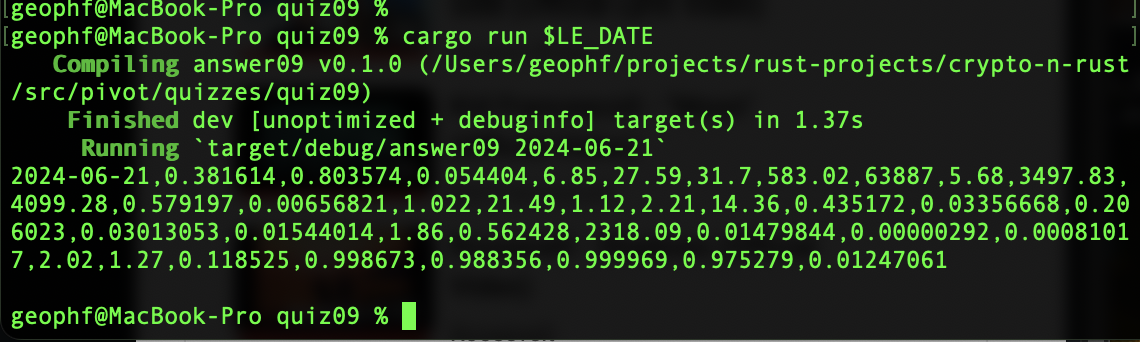 [geophf@MacBook-Pro quiz09 % ]
[geophf@MacBook-Pro quiz09 % cargo run $LE_DATE ]
   Compiling answer09 v0.1.0 (/Users/geophf/projects/rust-projects/crypto-n-rust
/src/pivot/quizzes/quiz09)
    Finished dev [unoptimized + debuginfo] target(s) in 1.37s
     Running `target/debug/answer09 2024-06-21`
2024-06-21,0.381614,0.803574,0.054404,6.85,27.59,31.7,583.02,63887,5.68,3497.83,
4099.28,0.579197,0.00656821,1.022,21.49,1.12,2.21,14.36,0.435172,0.03356668,0.20
6023,0.03013053,0.01544014,1.86,0.562428,2318.09,0.01479844,0.00000292,0.0008101
7,2.02,1.27,0.118525,0.998673,0.988356,0.999969,0.975279,0.01247061
geophf@MacBook-Pro quiz09 %